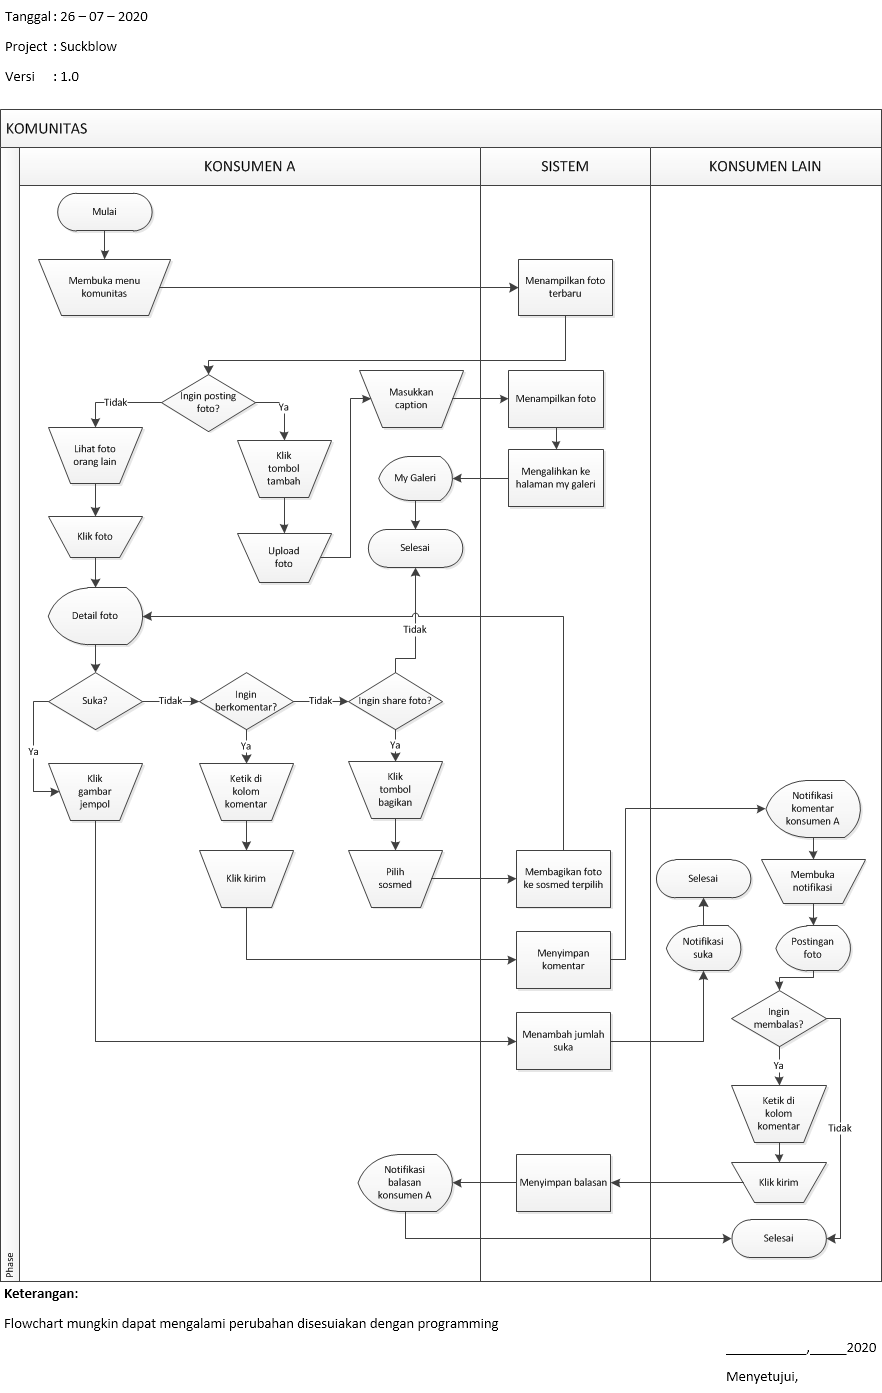 Tanggal : 26 – 07 – 2020
Project : Suckblow
Versi : 1.0
KOMUNITAS
KONSUMEN A
SISTEM
KONSUMEN LAIN
Mulai
Membuka menu
komunitas
Menampilkan foto
terbaru
Ingin posting
foto?
Tidak
Ya
Masukkan
caption
Menampilkan foto
Lihat foto
orang lain
Klik
tombol
tambah
My Galeri
Mengalihkan ke
halaman my galeri
Klik foto
Upload
foto
Selesai
Detail foto
Tidak
Suka?
Tidak
Ingin
berkomentar?
Tidak
Ingin share foto?
Ya
Ya
Ya
Klik
gambar
jempol
Ketik di
kolom
komentar
Klik
tombol
bagikan
Notifikasi
komentar
konsumen A
Klik kirim
Pilih
sosmed
Membagikan foto
ke sosmed terpilih
Selesai
Membuka
notifikasi
Menyimpan
komentar
Notifikasi
suka
Postingan
foto
Menambah jumlah
suka
Ingin
membalas?
Ya
Ketik di
kolom
komentar
Tidak
Notifikasi
balasan
konsumen A
Menyimpan balasan
Klik kirim
Selesai
Phase
Keterangan:
Flowchart mungkin dapat mengalami perubahan disesuiakan dengan programming
___________,_____2020
Menyetujui,